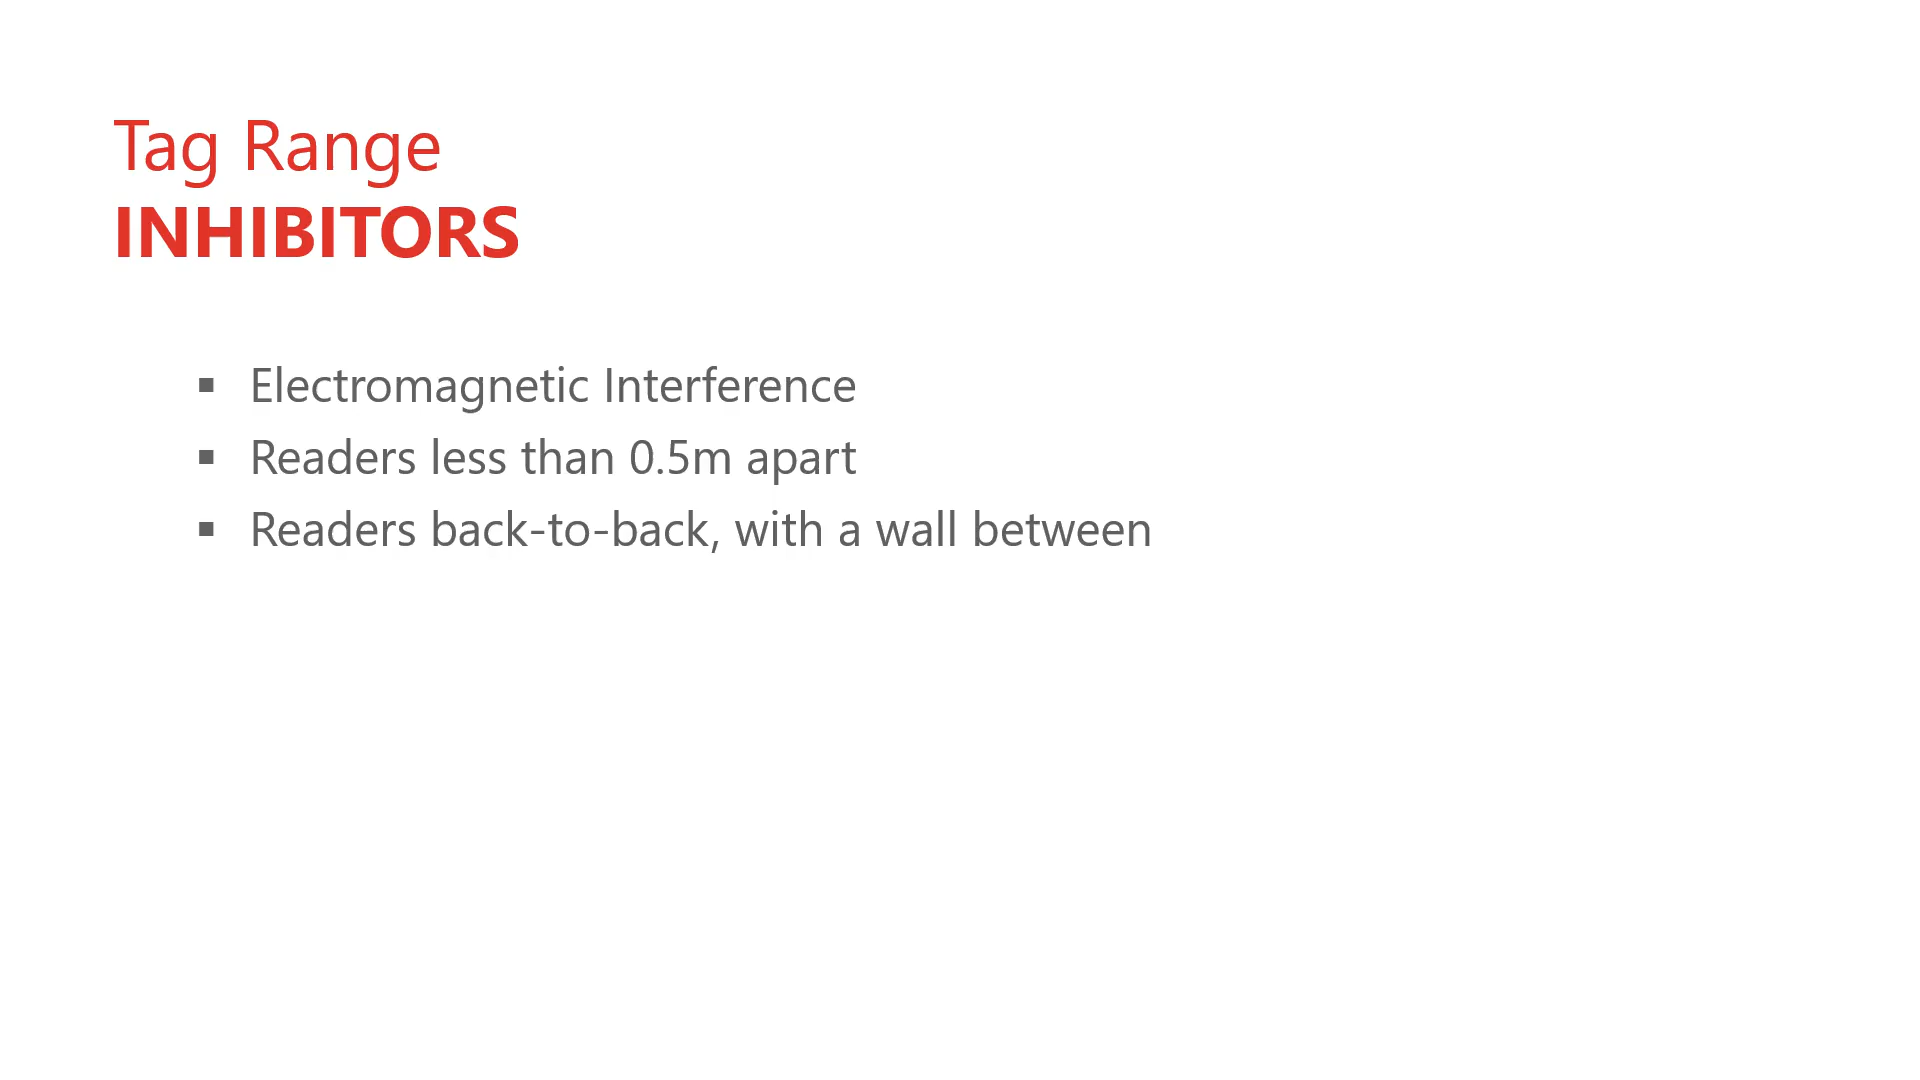 Tag Range
INHIBITORS
▪ Electromagnetic Interference
▪ Readers less than 0.5m apart
▪ Readers back-to-back, with a wall between